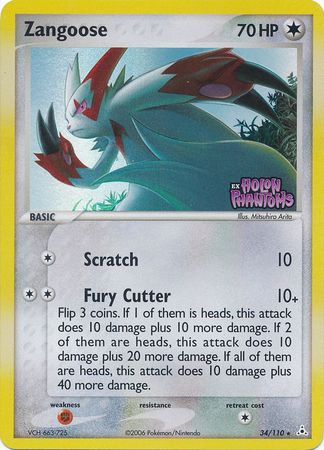 Zangoose 70 HP
EX HOLON
PHANTOMS
BASIC Illus. Mitsuhiro Arita
Scratch 10
Fury Cutter 10+
Flip 3 coins. If 1 of them is heads, this attack
does 10 damage plus 10 more damage. If 2
of them are heads, this attack does 10
damage plus 20 more damage. If all of them
are heads, this attack does 10 damage plus
40 more damage.
weakness resistance retreat cost
VCH 663-725 ©2006 Pokémon/Nintendo 34/110 ★